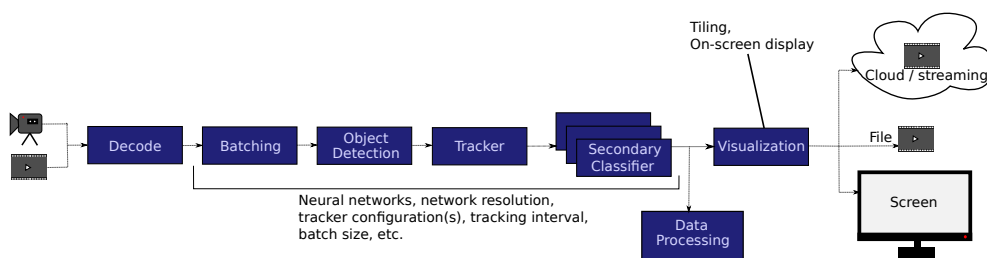 Tiling,
On-screen display
Cloud / streaming
Decode
Batching
Object
Detection
Tracker
Secondary
Classifier
Visualization
File
Neural networks, network resolution,
tracker configuration(s), tracking interval,
batch size, etc.
Data
Processing
Screen